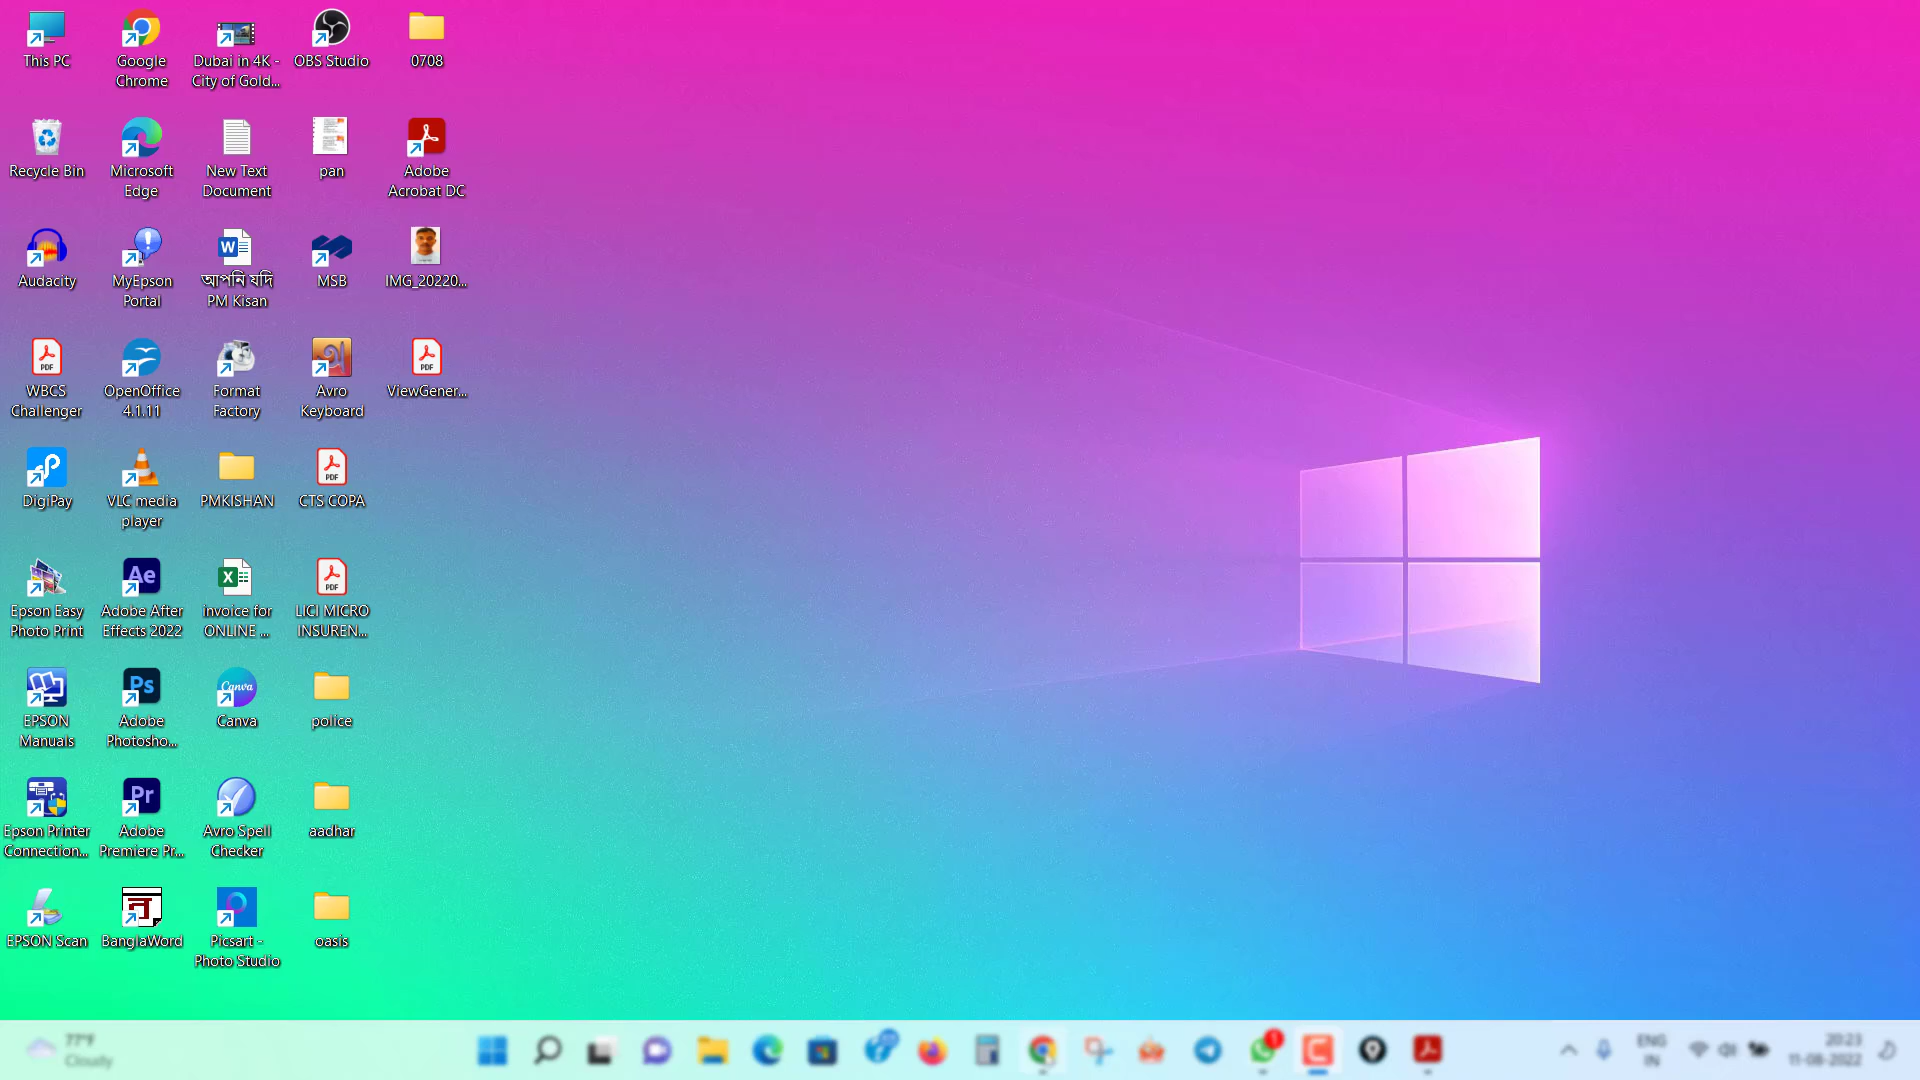 This PC
Google
Chrome
Dubai in 4K -
City of Gold...
OBS Studio
0708
Recycle Bin
Microsoft
Edge
New Text
Document
pan
Adobe
Acrobat DC
Audacity
MyEpson
Portal
আপনি যদি
PM Kisan
MSB
IMG_20220...
WBCS
Challenger
OpenOffice
4.1.11
Format
Factory
Avro
Keyboard
ViewGener...
DigiPay
VLC media
player
PMKISHAN
CTS COPA
Epson Easy
Photo Print
Adobe After
Effects 2022
invoice for
ONLINE ...
LICI MICRO
INSUREN...
EPSON
Manuals
Adobe
Photosho...
Canva
police
Epson Printer
Connection...
Adobe
Premiere Pr...
Avro Spell
Checker
aadhar
EPSON Scan
BanglaWord
Picsart -
Photo Studio
oasis
77°F
Cloudy
ENG
IN
20:23
11-08-2022